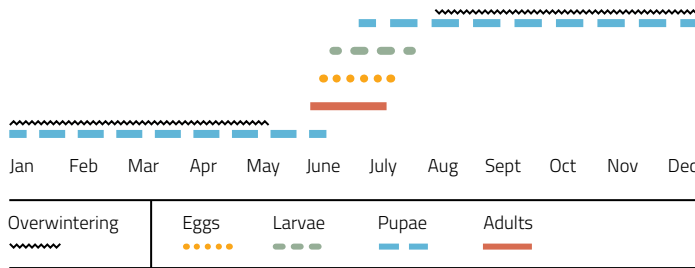 Jan Feb Mar Apr May June July Aug Sept Oct Nov Dec
Overwintering Eggs Larvae Pupae Adults